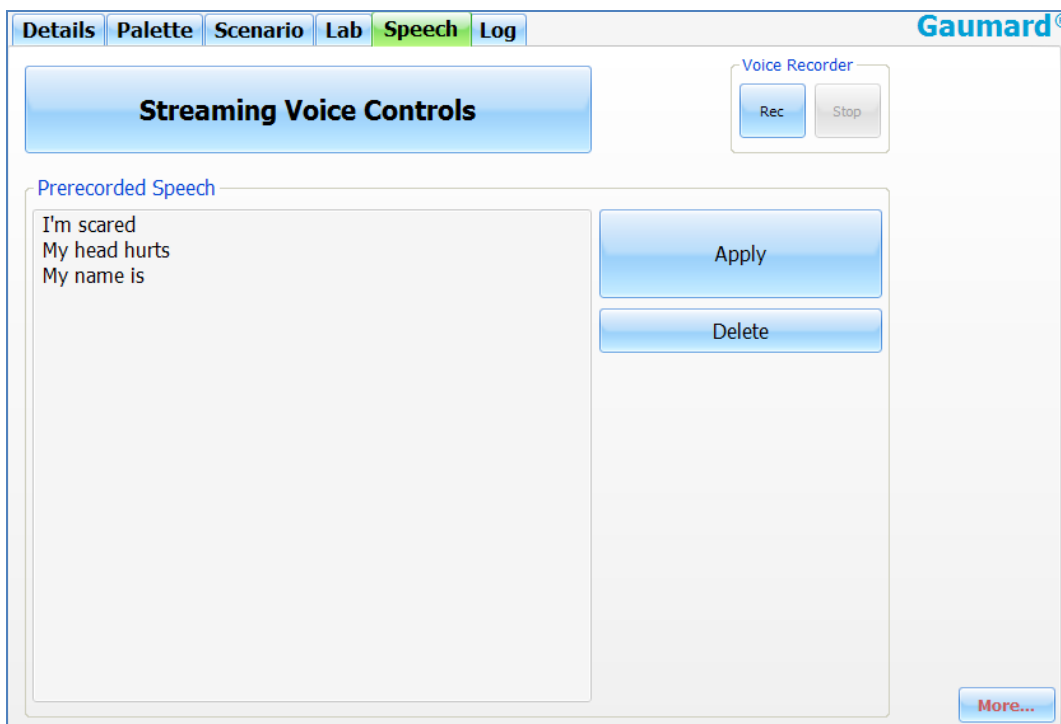 Details Palette Scenario Lab Speech Log Gaumard®
Streaming Voice Controls
Voice Recorder
Rec Stop
Prerecorded Speech
I'm scared
My head hurts
My name is
Apply
Delete
More...